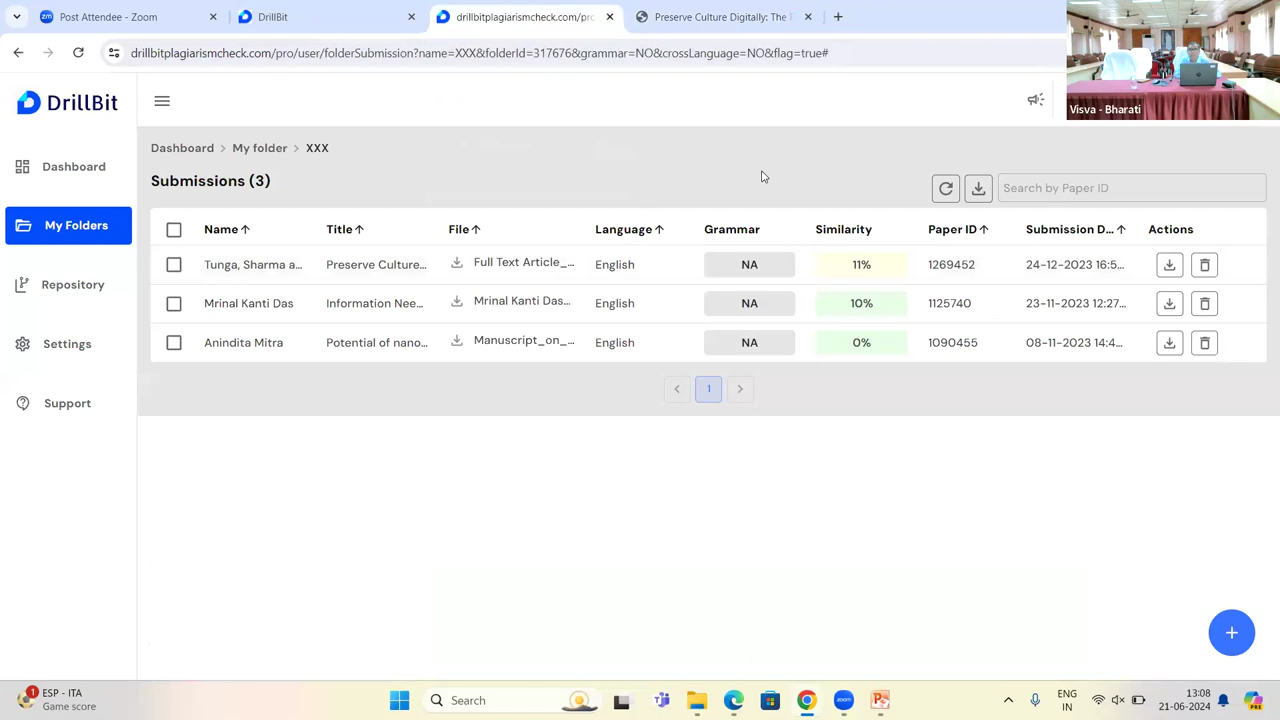 Post Attendee - Zoom
DrillBit
drillbitplagiarismcheck.com/pro
Preserve Culture Digitally: The
drillbitplagiarismcheck.com/pro/user/folderSubmission?name=XXX&folderId=317676&grammar=NO&crossLanguage=NO&flag=true#
Visva - Bharati
DrillBit
Dashboard
My Folders
Repository
Settings
Support
Dashboard > My folder > XXX
Submissions (3)
Search by Paper ID
Name Title File Language Grammar Similarity Paper ID Submission D... Actions
Tunga, Sharma a... Preserve Culture... Full Text Article_... English NA 11% 1269452 24-12-2023 16:5...
Mrinal Kanti Das Information Nee... Mrinal Kanti Das... English NA 10% 1125740 23-11-2023 12:27...
Anindita Mitra Potential of nano... Manuscript_on_... English NA 0% 1090455 08-11-2023 14:4...
1
+
1
ESP - ITA
Game score
Search
zoom
ENG
IN
13:08
21-06-2024
PRE